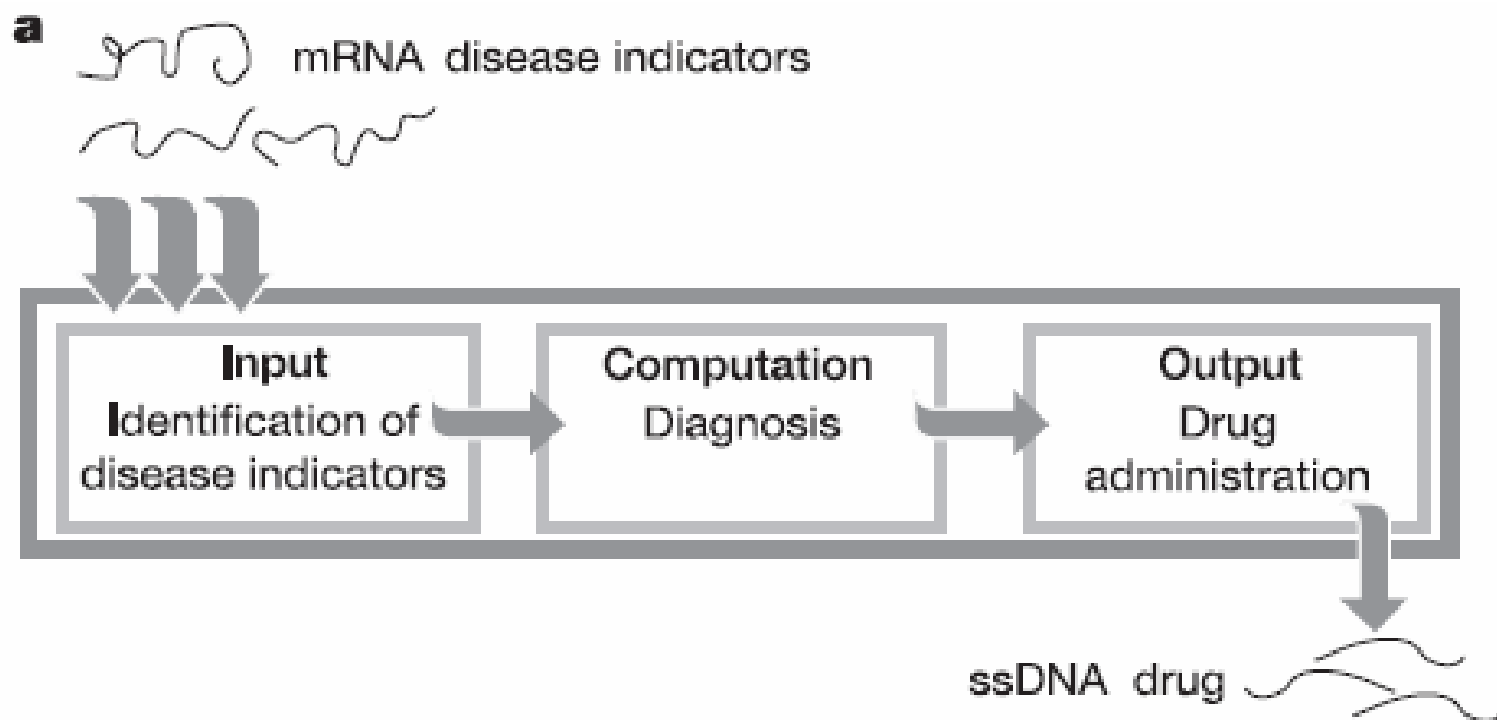 a
mRNA disease indicators
Input
Identification of
disease indicators
Computation
Diagnosis
Output
Drug
administration
ssDNA drug